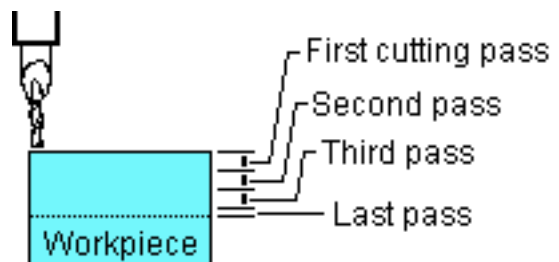 First cutting pass
Second pass
Third pass
Last pass
Workpiece